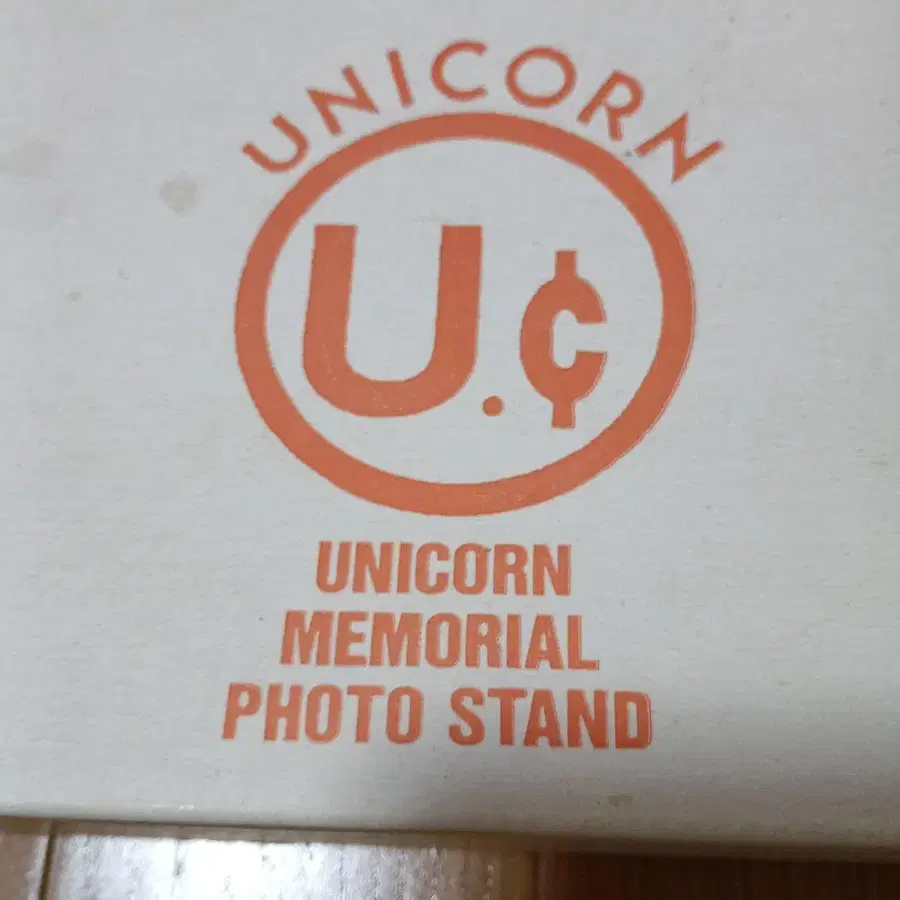 UNICORN
U.¢
UNICORN
MEMORIAL
PHOTO STAND